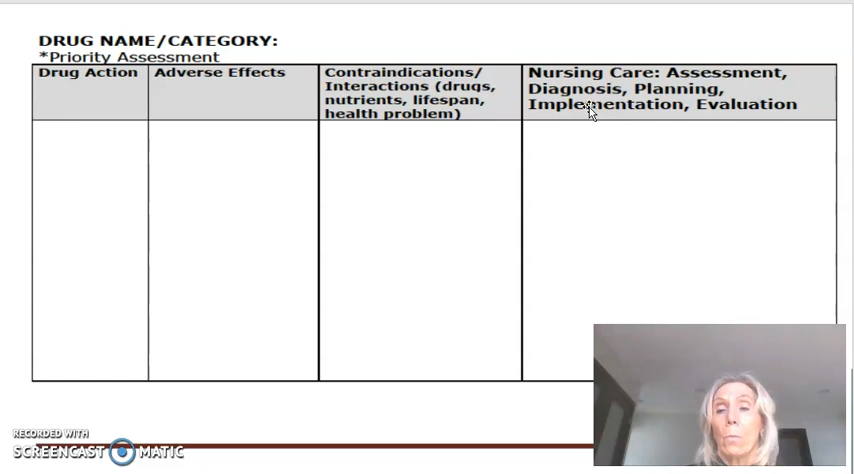 DRUG NAME/CATEGORY:
*Priority Assessment
Drug Action
Adverse Effects
Contraindications/
Interactions (drugs,
nutrients, lifespan,
health problem)
Nursing Care: Assessment,
Diagnosis, Planning,
Implementation, Evaluation
RECORDED WITH
SCREENCAST MATIC